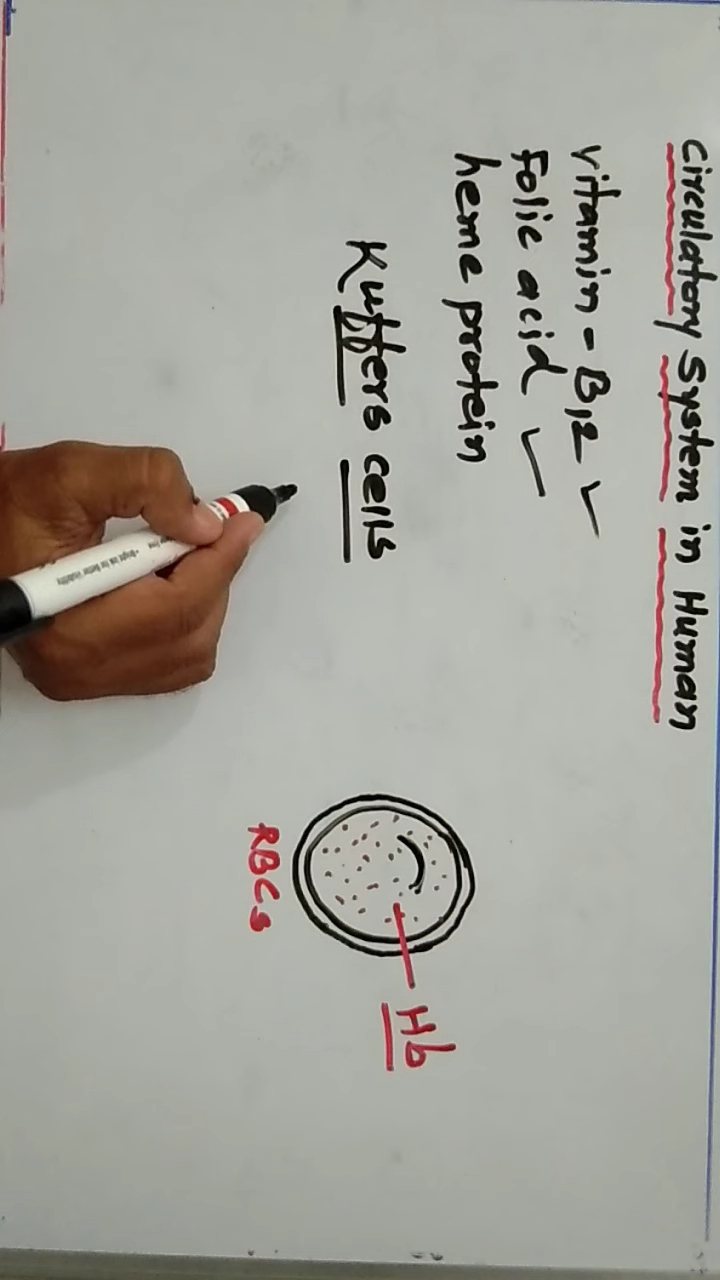 Circulatory System in Human
Vitamin - B12 ✓
Folic acid ✓
heme protein
Kuffers cells
RBCs
Hb